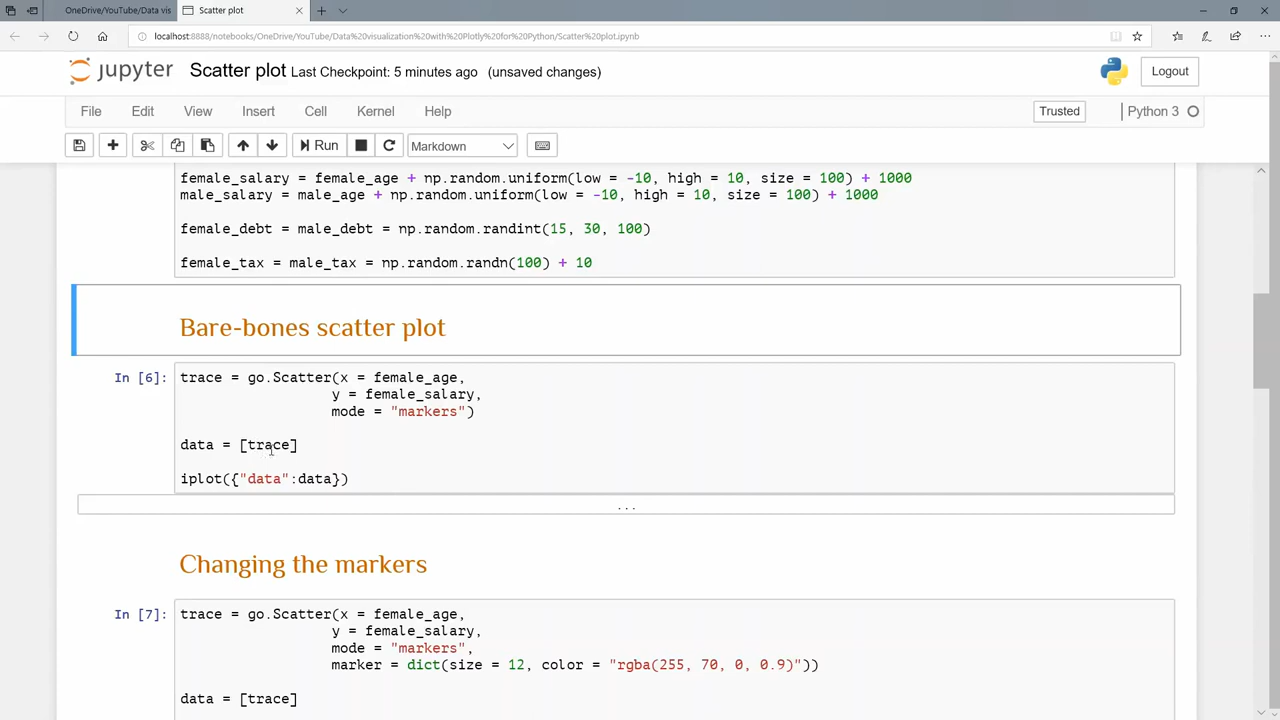 OneDrive/YouTube/Data vis
Scatter plot
localhost:8888/notebooks/OneDrive/YouTube/Data%20visualization%20with%20Plotly%20for%20Python/Scatter%20plot.ipynb
jupyter Scatter plot Last Checkpoint: 5 minutes ago (unsaved changes)
Logout
File Edit View Insert Cell Kernel Help
Trusted
Python 3
Run
Markdown
female_salary = female_age + np.random.uniform(low = -10, high = 10, size = 100) + 1000
male_salary = male_age + np.random.uniform(low = -10, high = 10, size = 100) + 1000
female_debt = male_debt = np.random.randint(15, 30, 100)
female_tax = male_tax = np.random.randn(100) + 10
Bare-bones scatter plot
In [6]: trace = go.Scatter(x = female_age,
y = female_salary,
mode = "markers")
data = [trace]
iplot({"data":data})
...
Changing the markers
In [7]: trace = go.Scatter(x = female_age,
y = female_salary,
mode = "markers",
marker = dict(size = 12, color = "rgba(255, 70, 0, 0.9)"))
data = [trace]